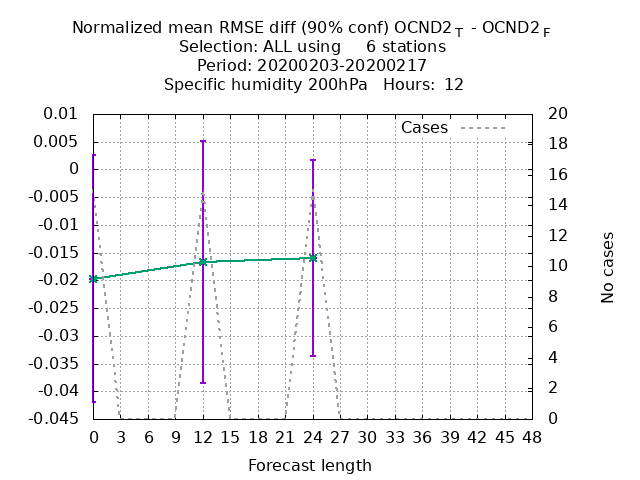 Normalized mean RMSE diff (90% conf) OCND2 T - OCND2 F
Selection: ALL using 6 stations
Period: 20200203-20200217
Specific humidity 200hPa Hours: 12
Cases
0.01
0.005
0
-0.005
-0.01
-0.015
-0.02
-0.025
-0.03
-0.035
-0.04
-0.045
20
18
16
14
12
10
8
6
4
2
0
No cases
0 3 6 9 12 15 18 21 24 27 30 33 36 39 42 45 48
Forecast length